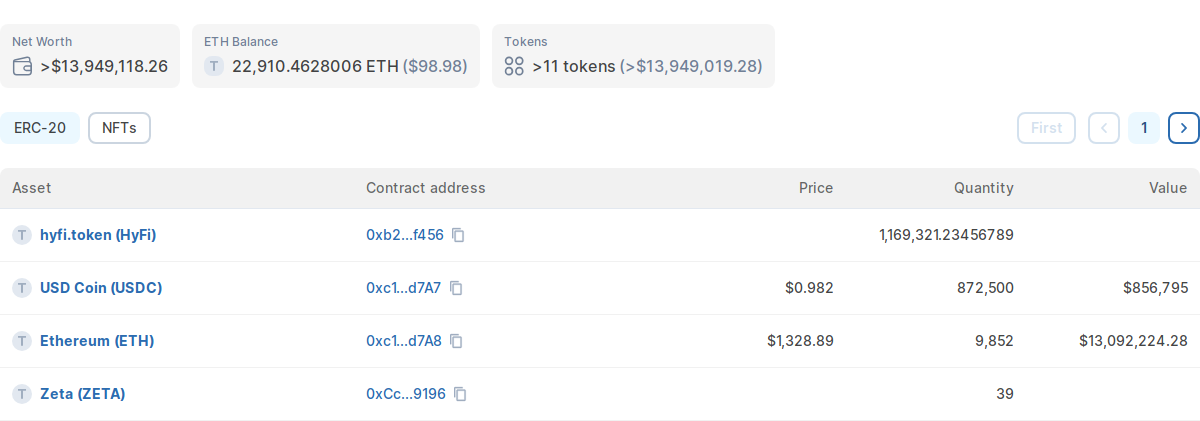 Net Worth
>$13,949,118.26
ETH Balance
T 22,910.4628006 ETH ($98.98)
Tokens
>11 tokens (>$13,949,019.28)
ERC-20 NFTs First 1
Asset Contract address Price Quantity Value
T hyfi.token (HyFi) 0xb2...f456 1,169,321.23456789
T USD Coin (USDC) 0xc1...d7A7 $0.982 872,500 $856,795
T Ethereum (ETH) 0xc1...d7A8 $1,328.89 9,852 $13,092,224.28
T Zeta (ZETA) 0xCc...9196 39